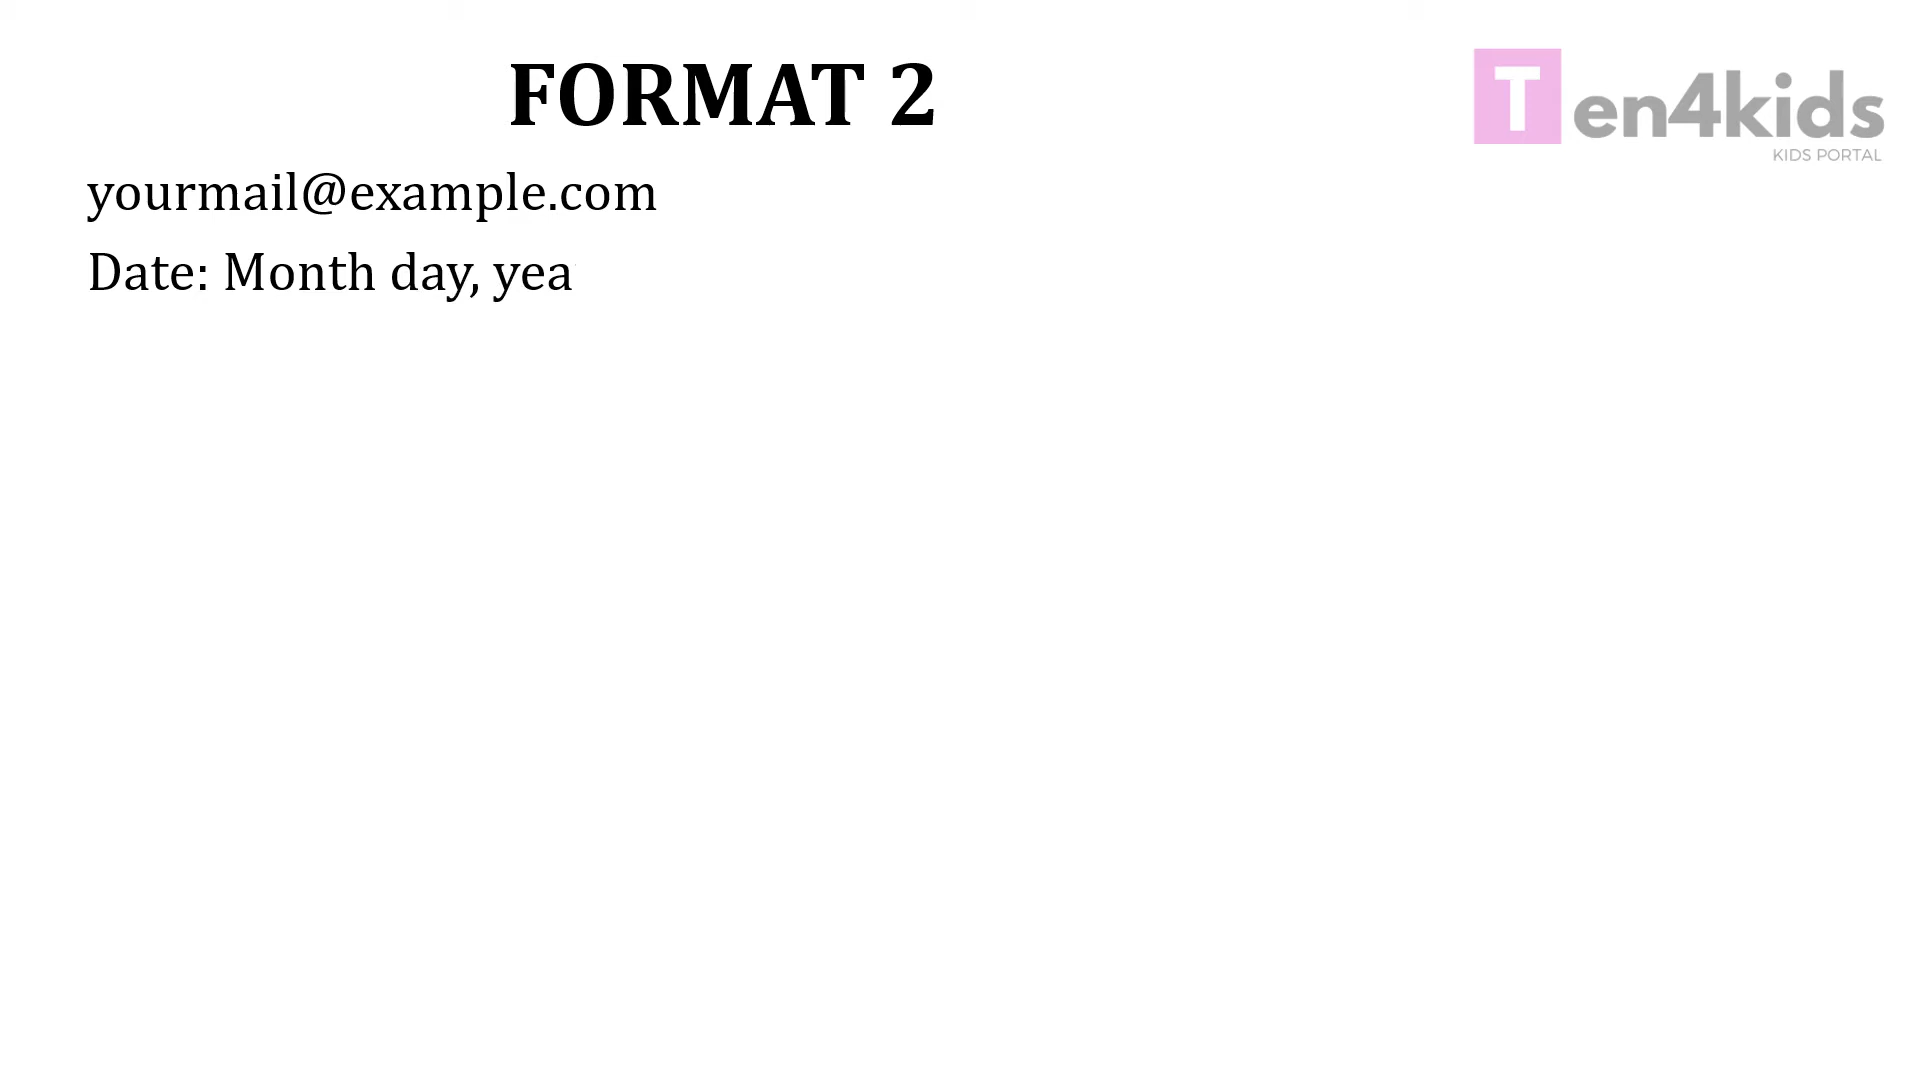 FORMAT 2
Ten4kids
KIDS PORTAL
yourmail@example.com
Date: Month day, yea